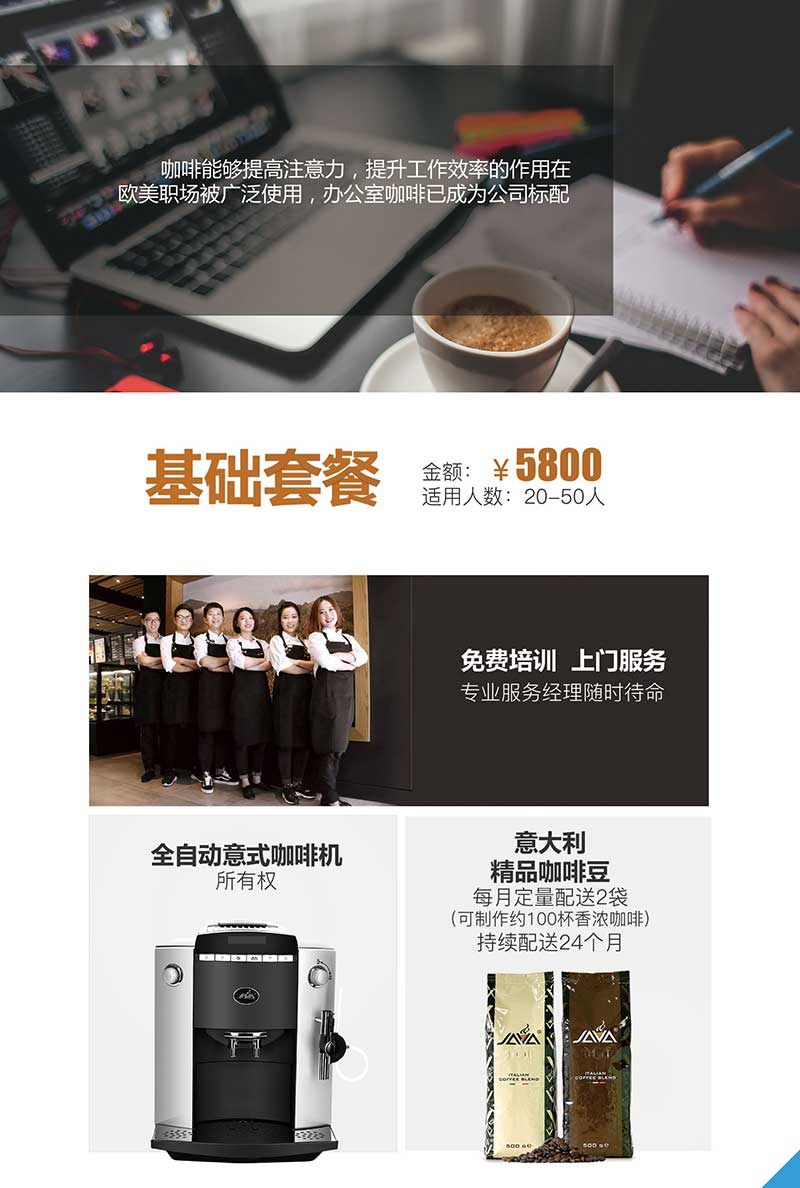 咖啡能够提高注意力，提升工作效率的作用在
欧美职场被广泛使用，办公室咖啡已成为公司标配
基础套餐
金额：￥5800
适用人数：20-50人
免费培训 上门服务
专业服务经理随时待命
全自动意式咖啡机
所有权
意大利
精品咖啡豆
每月定量配送2袋
（可制作约100杯香浓咖啡）
持续配送24个月
JAVA
JAVA®
ITALIAN
COFFEE BLEND
500 g e
JAVA®
ITALIAN
COFFEE BLEND
500 g e